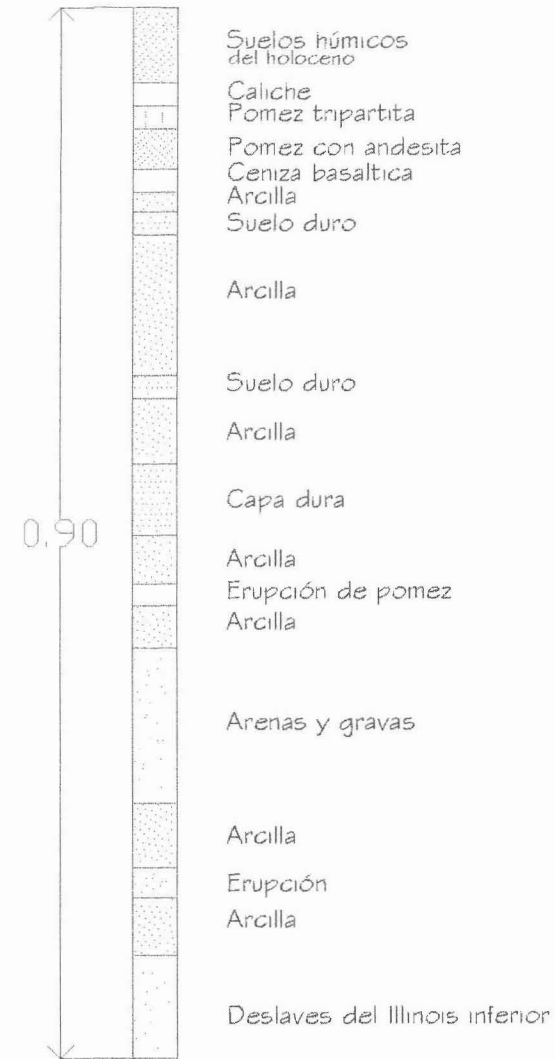 Suelos húmicos
del holoceno
Caliche
Pomez tripartita
Pomez con andesita
Ceniza basaltica
Arcilla
Suelo duro
Arcilla
Suelo duro
Arcilla
Capa dura
0.90
Arcilla
Erupción de pomez
Arcilla
Arenas y gravas
Arcilla
Erupción
Arcilla
Deslaves del Illinois inferior